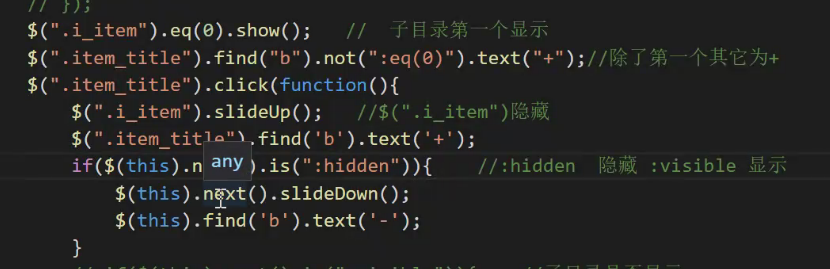 // });
$(".i_item").eq(0).show();   //  子目录第一个显示
$(".item_title").find("b").not(":eq(0)").text("+");//除了第一个其它为+
$(".item_title").click(function(){
$(".i_item").slideUp();   //$(".i_item")隐藏
$(".item_title").find('b').text('+');
if($(this).n ).is(":hidden")){    //:hidden  隐藏 :visible 显示
any
$(this).next().slideDown();
$(this).find('b').text('-');
}